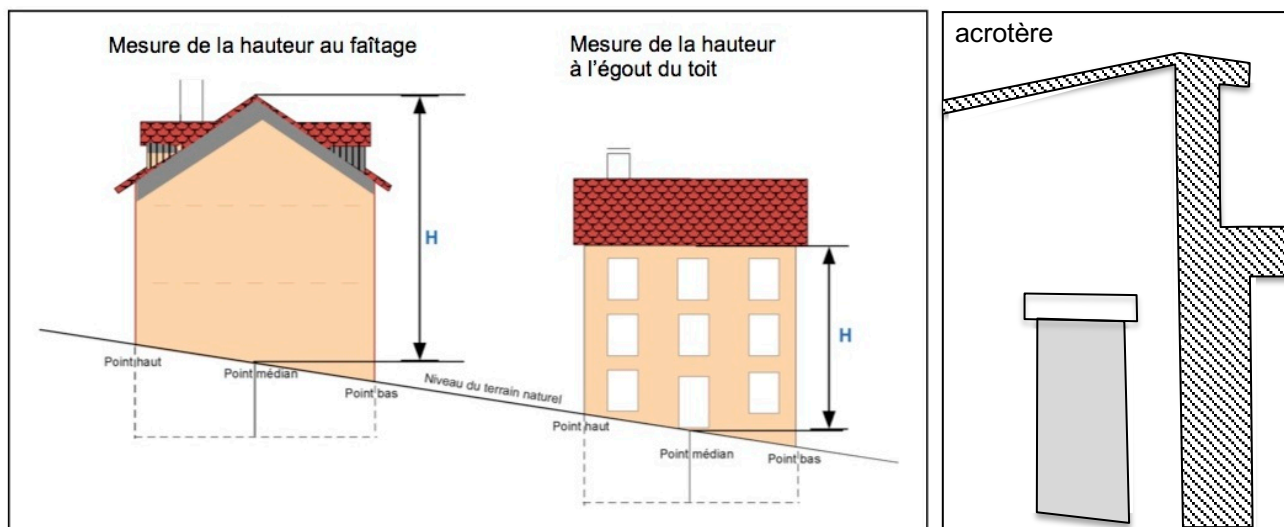 Mesure de la hauteur au faîtage
H
Point haut
Point médian
Point bas
Niveau du terrain naturel
Mesure de la hauteur
à l'égout du toit
H
Point haut
Point médian
Point bas
acrotère